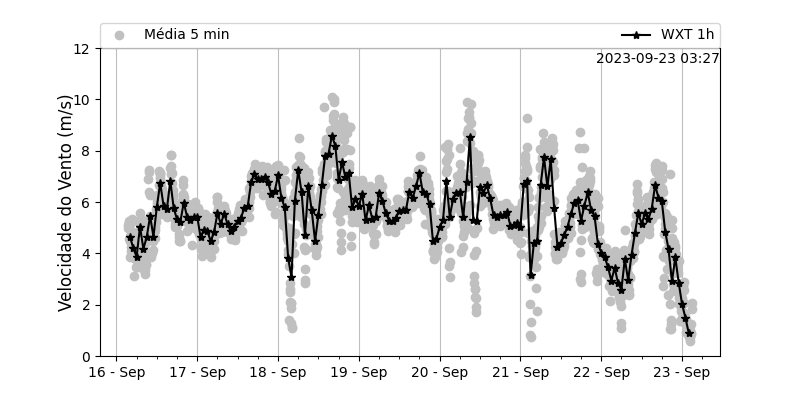 Média 5 min
WXT 1h
2023-09-23 03:27
Velocidade do Vento (m/s)
12
10
8
6
4
2
0
16 - Sep
17 - Sep
18 - Sep
19 - Sep
20 - Sep
21 - Sep
22 - Sep
23 - Sep